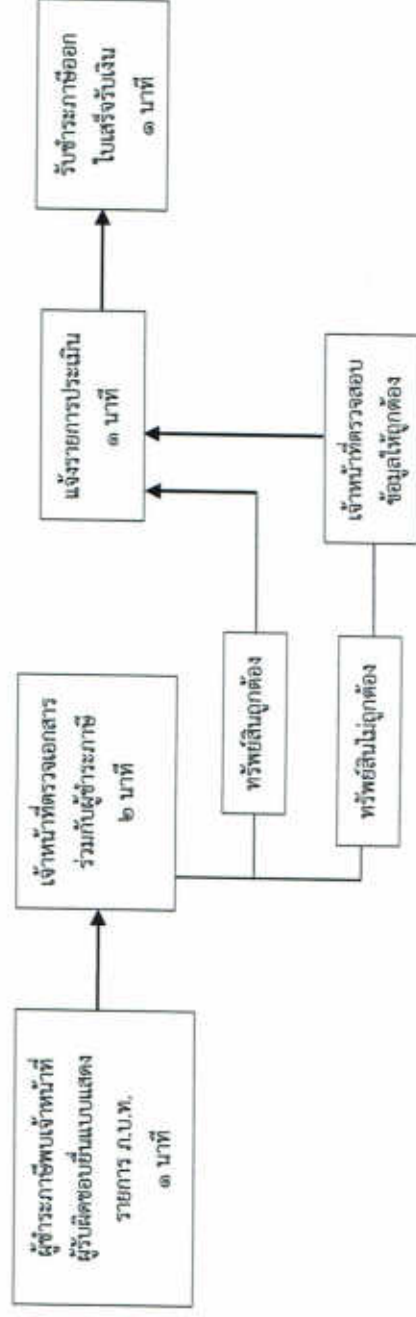 ผู้ชำระภาษีพบเจ้าหน้าที่
ผู้รับผิดชอบยื่นแบบแสดง
รายการ ภ.บ.ท.
๑ นาที
เจ้าหน้าที่ตรวจเอกสาร
ร่วมกับผู้ชำระภาษี
๒ นาที
ทรัพย์สินถูกต้อง
ทรัพย์สินไม่ถูกต้อง
แจ้งรายการประเมิน
๑ นาที
เจ้าหน้าที่ตรวจสอบ
ข้อมูลให้ถูกต้อง
รับชำระภาษีออก
ใบเสร็จรับเงิน
๑ นาที